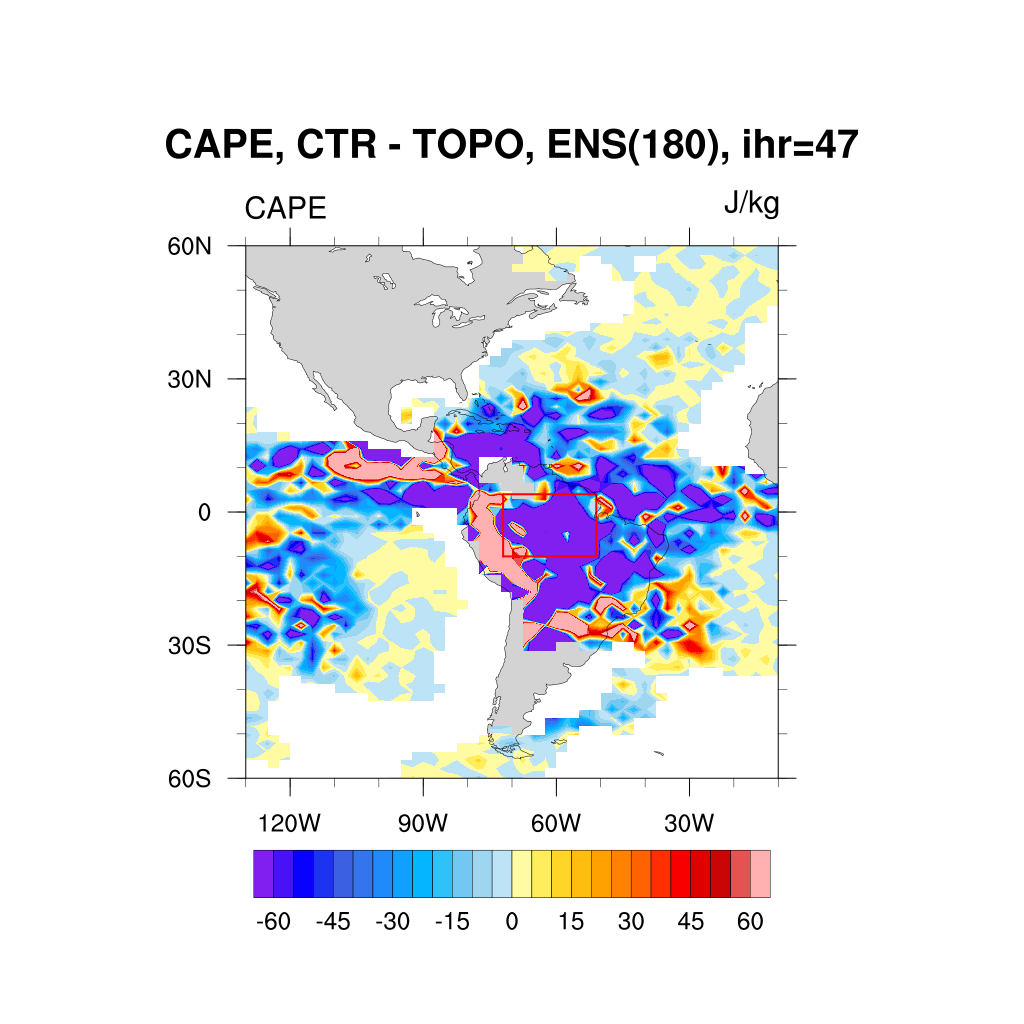 CAPE, CTR - TOPO, ENS(180), ihr=47
CAPE J/kg
60N
30N
0
30S
60S
120W 90W 60W 30W
-60 -45 -30 -15 0 15 30 45 60